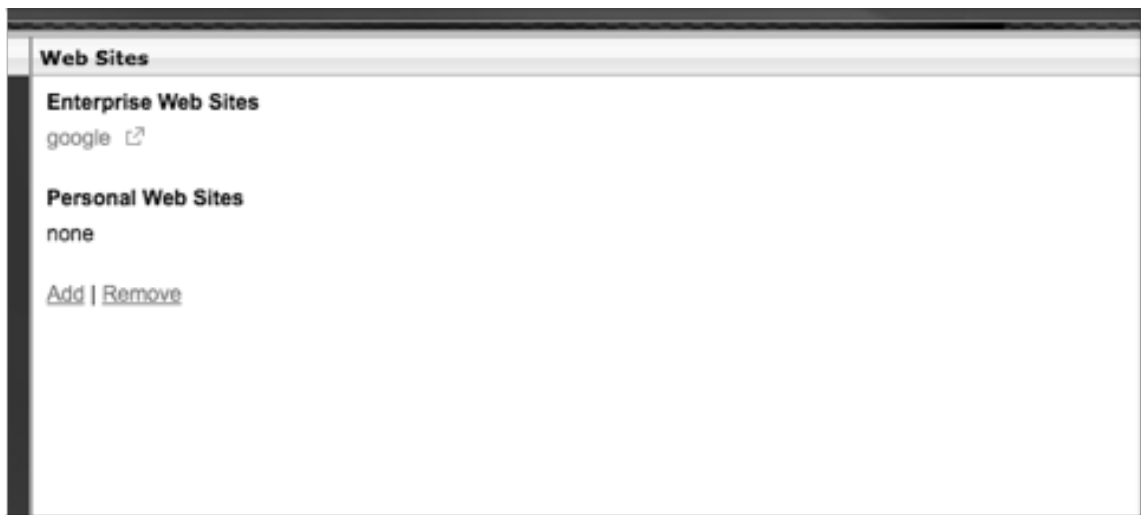 Web Sites
Enterprise Web Sites
google
Personal Web Sites
none
Add | Remove